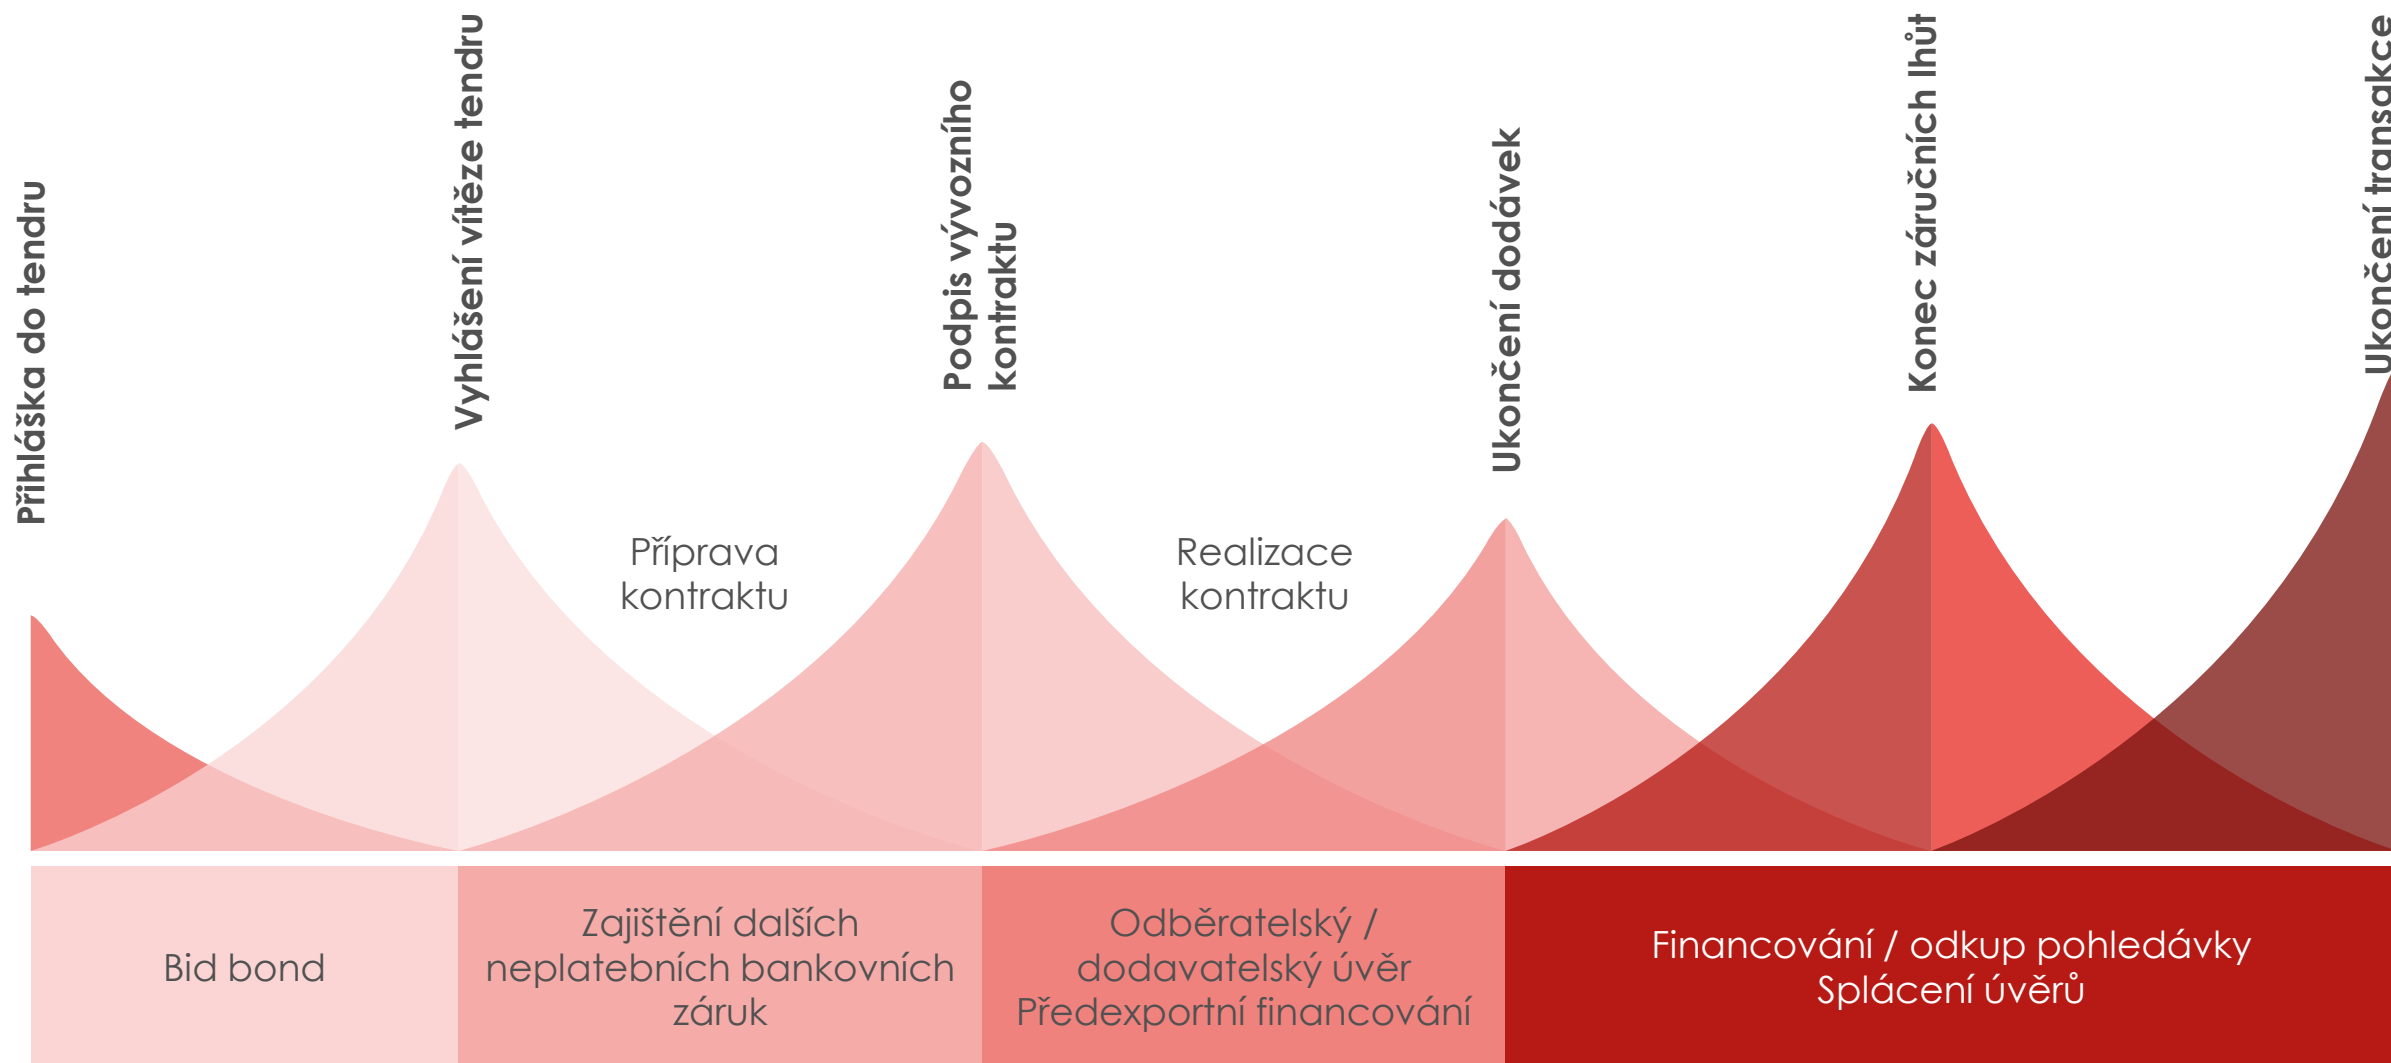 Přihláška do tendru
Vyhlášení vítěze tendru
Podpis vývozního
kontraktu
Ukončení dodávek
Konec záručních lhůt
Ukončení transakce
Příprava
kontraktu
Realizace
kontraktu
Bid bond
Zajištění dalších
neplatebních bankovních
záruk
Odběratelský /
dodavatelský úvěr
Předexportní financování
Financování / odkup pohledávky
Splácení úvěrů